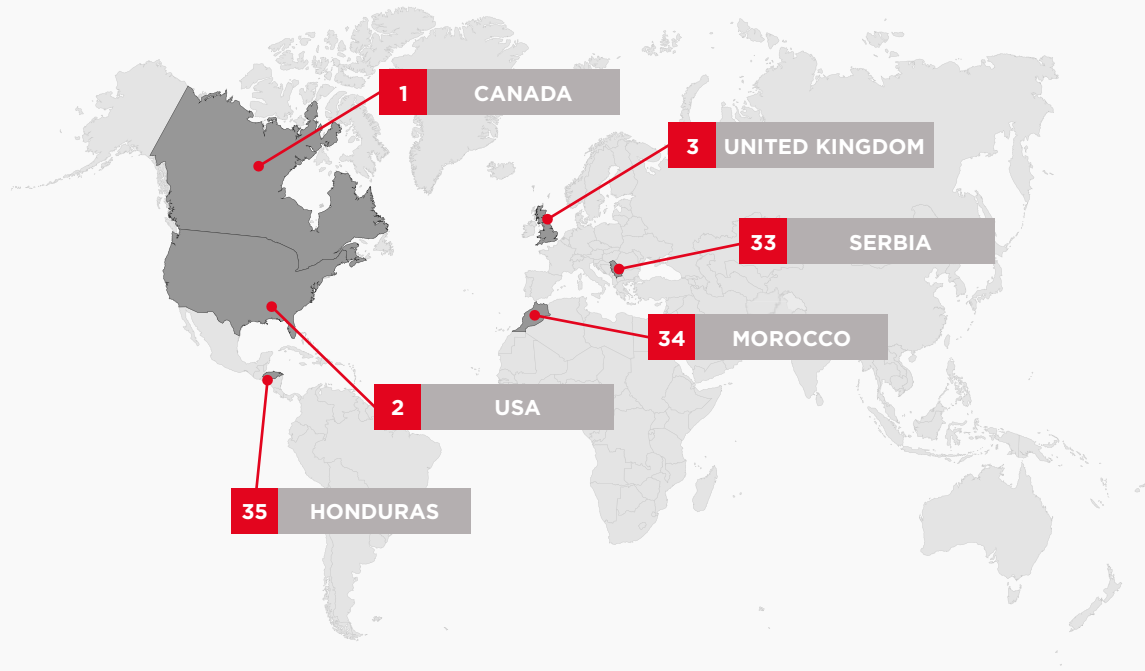 1 CANADA
3 UNITED KINGDOM
33 SERBIA
34 MOROCCO
2 USA
35 HONDURAS